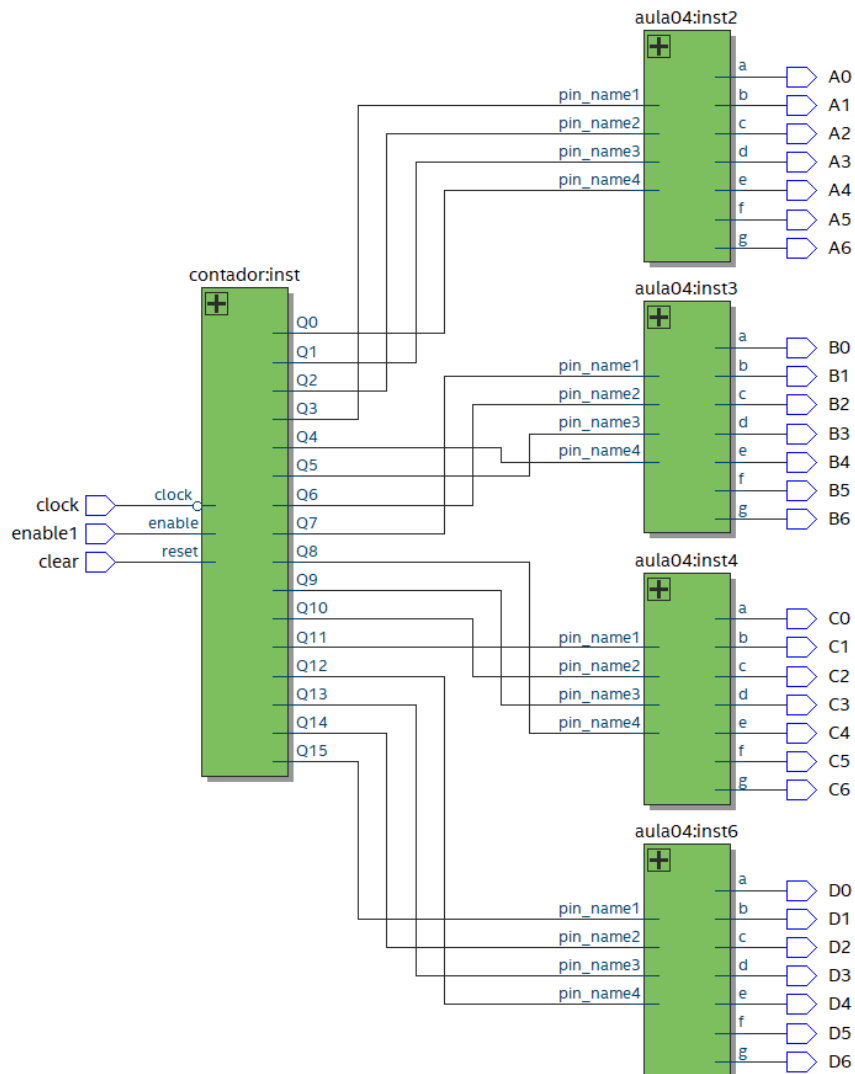 aula04:inst2
a A0
pin_name1 b A1
pin_name2 c A2
pin_name3 d A3
pin_name4 e A4
f A5
g A6
contador:inst
Q0
Q1
Q2
Q3
Q4
Q5
Q6
Q7
Q8
Q9
Q10
Q11
Q12
Q13
Q14
Q15
clock clock
enable1 enable
clear reset
aula04:inst3
a B0
pin_name1 b B1
pin_name2 c B2
pin_name3 d B3
pin_name4 e B4
f B5
g B6
aula04:inst4
a C0
pin_name1 b C1
pin_name2 c C2
pin_name3 d C3
pin_name4 e C4
f C5
g C6
aula04:inst6
a D0
pin_name1 b D1
pin_name2 c D2
pin_name3 d D3
pin_name4 e D4
f D5
g D6